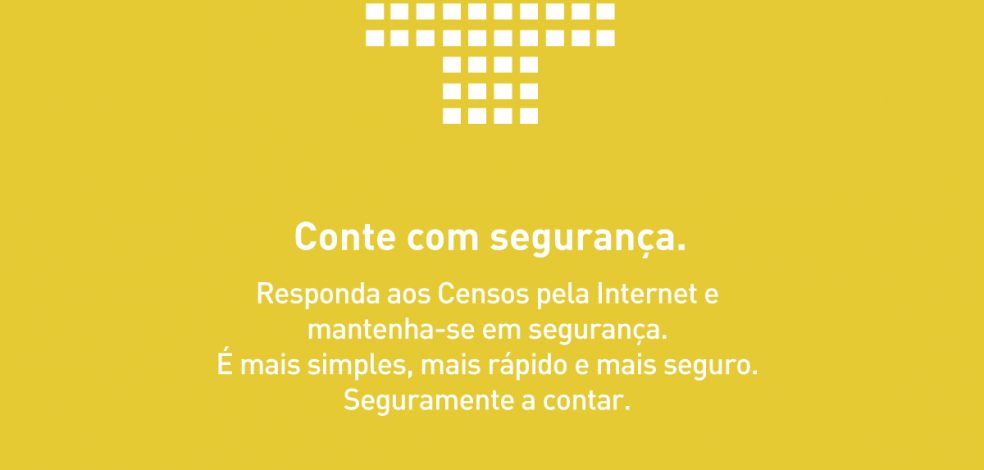 Conte com segurança.
Responda aos Censos pela Internet e
mantenha-se em segurança.
É mais simples, mais rápido e mais seguro.
Seguramente a contar.